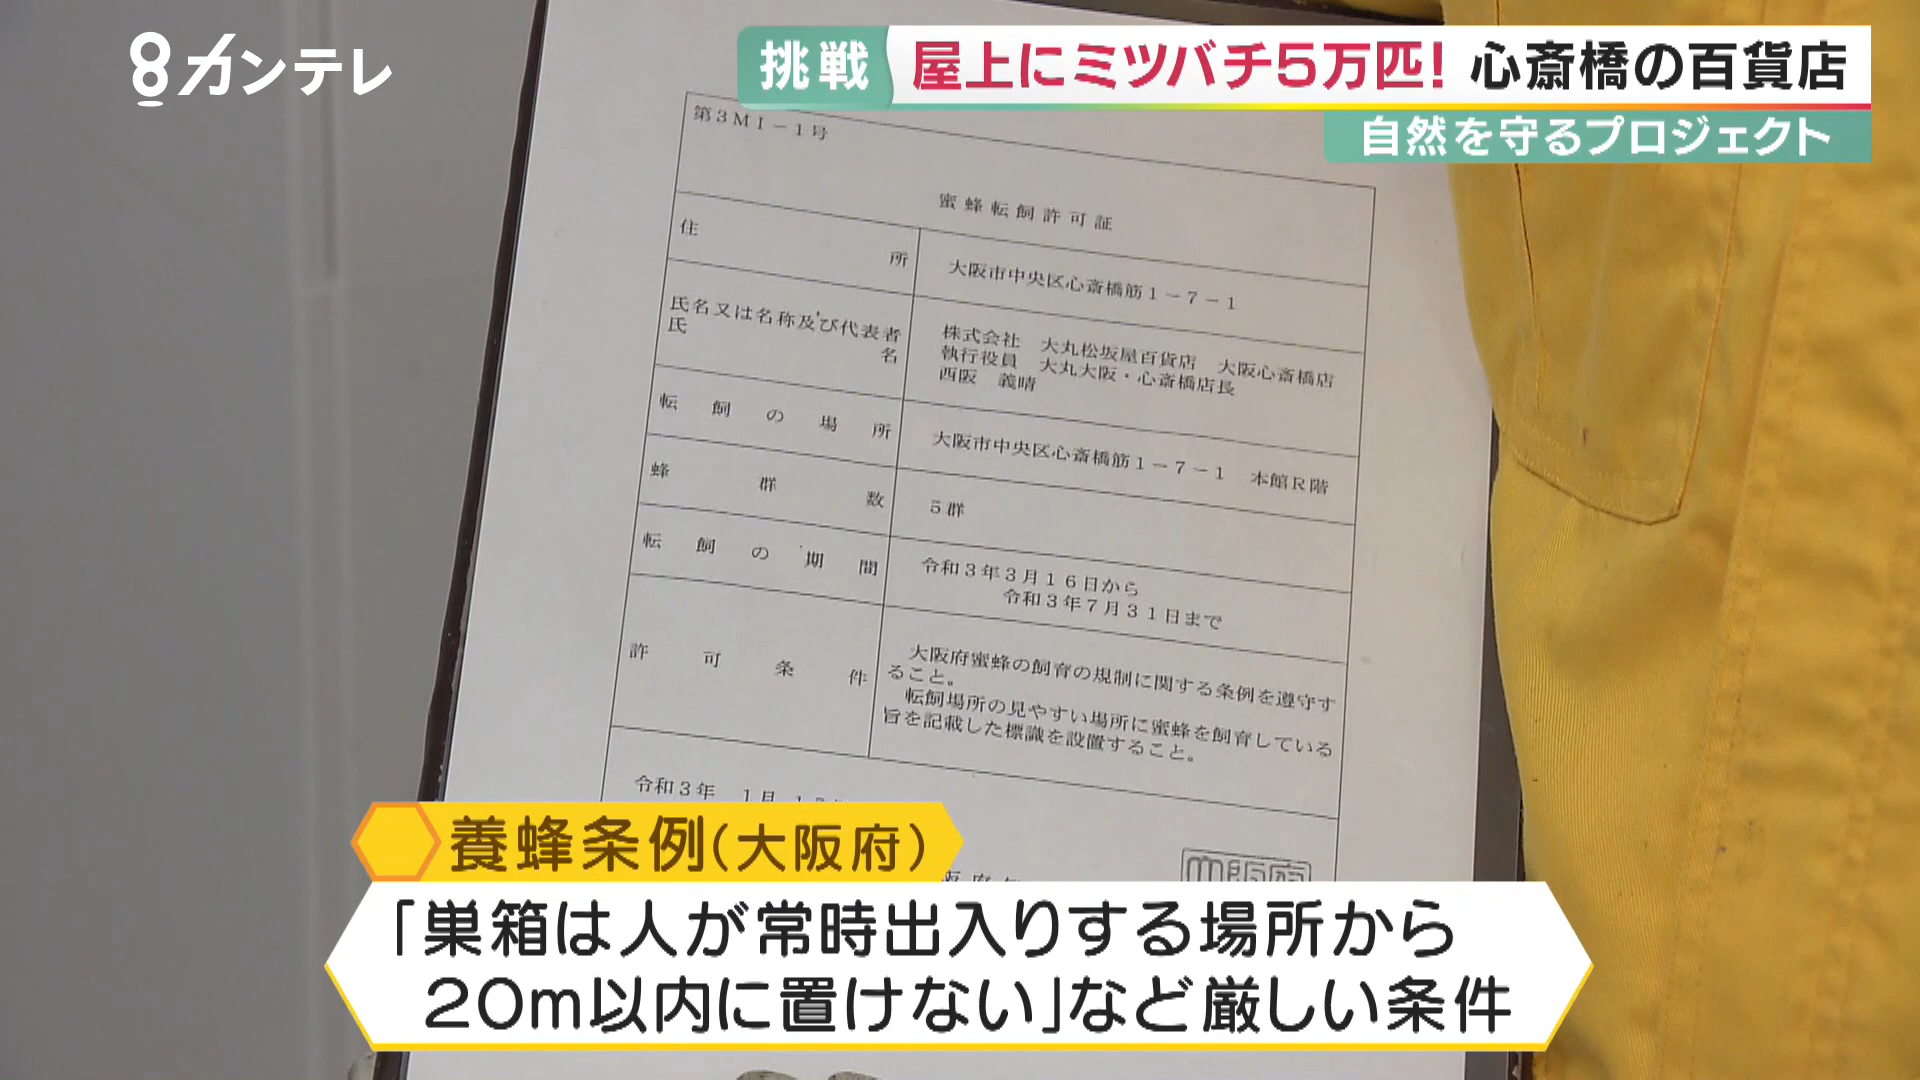 8カンテレ
挑戦
屋上にミツバチ5万匹! 心斎橋の百貨店
自然を守るプロジェクト
第3MI-1号
蜜蜂転飼許可証
住所
大阪市中央区心斎橋筋1-7-1
氏名又は名称及び代表者
氏名
株式会社 大丸松坂屋百貨店 大阪心斎橋店
執行役員 大丸大阪・心斎橋店長
西阪 義晴
転飼の場所
大阪市中央区心斎橋筋1-7-1 本館R階
蜂群数
5群
転飼の期間
令和3年3月16日から
令和3年7月31日まで
許可条件
大阪府蜜蜂の飼育の規制に関する条例を遵守す
ること。
転飼場所の見やすい場所に蜜蜂を飼育している
旨を記載した標識を設置すること。
令和3年 1月
養蜂条例(大阪府)
「巣箱は人が常時出入りする場所から
20m以内に置けない」など厳しい条件